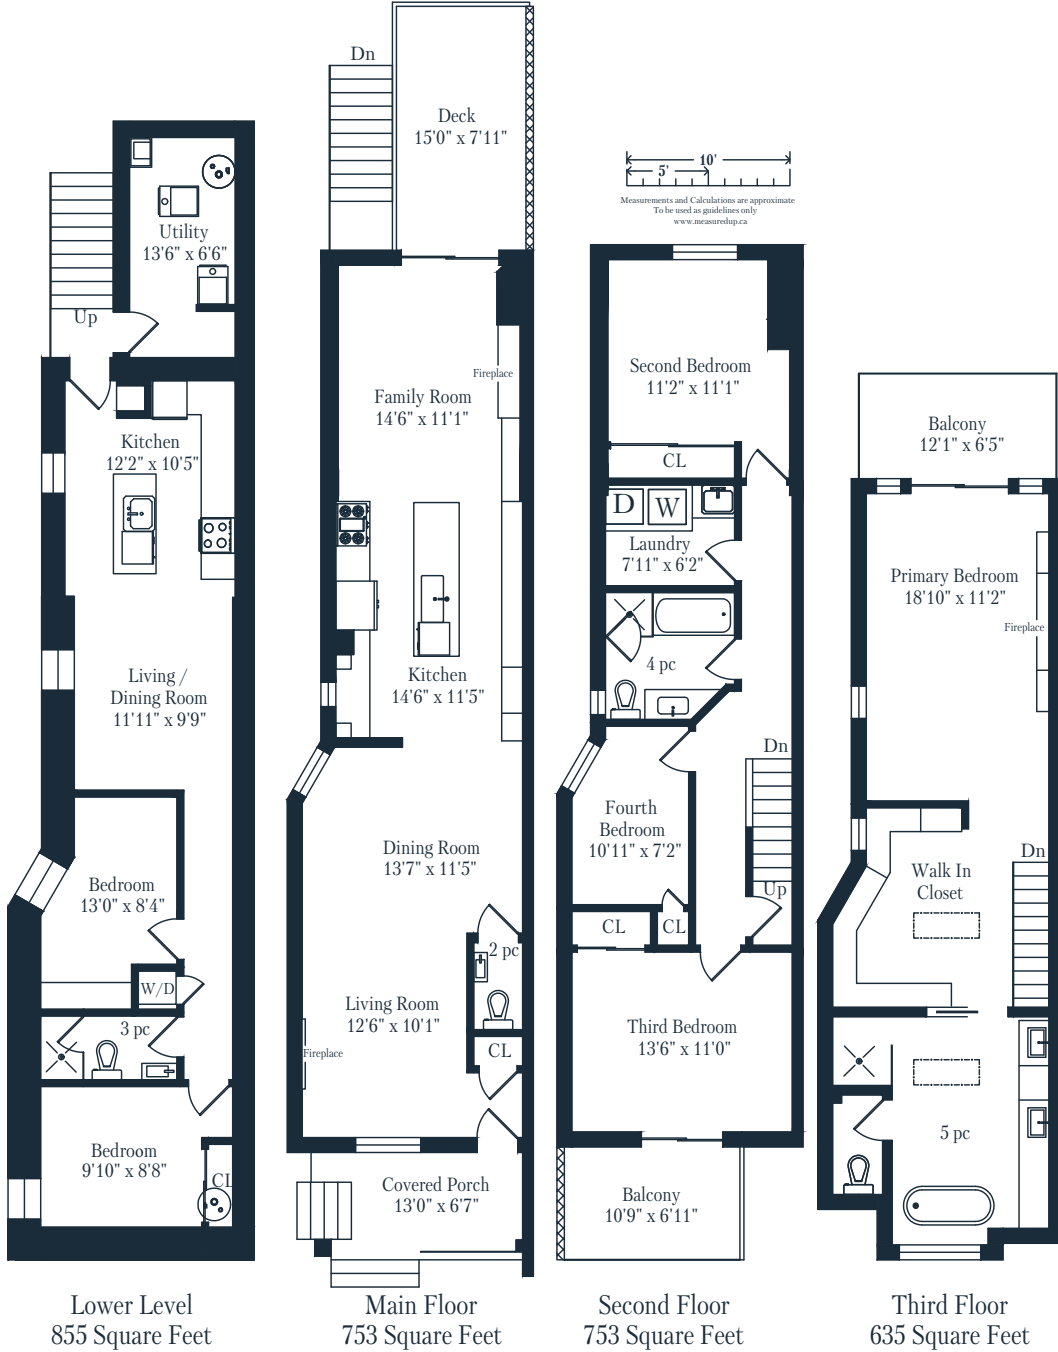 Up
Utility
13'6" x 6'6"
Kitchen
12'2" x 10'5"
Living /
Dining Room
11'11" x 9'9"
Bedroom
13'0" x 8'4"
W/D
3 pc
Bedroom
9'10" x 8'8"
CL
Lower Level
855 Square Feet
Dn
Deck
15'0" x 7'11"
Fireplace
Family Room
14'6" x 11'1"
Kitchen
14'6" x 11'5"
Dining Room
13'7" x 11'5"
2 pc
Living Room
12'6" x 10'1"
CL
Fireplace
Covered Porch
13'0" x 6'7"
Main Floor
753 Square Feet
10'
5'
Measurements and Calculations are approximate
To be used as guidelines only
www.measuredup.ca
Second Bedroom
11'2" x 11'1"
CL
D
W
Laundry
7'11" x 6'2"
4 pc
Dn
Fourth
Bedroom
10'11" x 7'2"
Up
CL
CL
Third Bedroom
13'6" x 11'0"
Balcony
10'9" x 6'11"
Second Floor
753 Square Feet
Balcony
12'1" x 6'5"
Primary Bedroom
18'10" x 11'2"
Fireplace
Dn
Walk In
Closet
5 pc
Third Floor
635 Square Feet